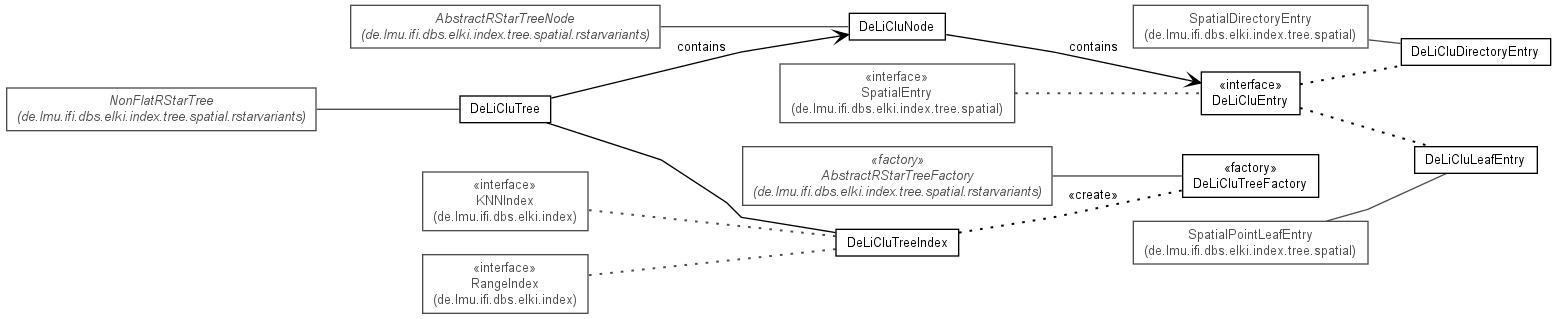 AbstractRStarTreeNode
(de.lmu.ifi.dbs.elki.index.tree.spatial.rstarvariants)
DeLiCluNode
SpatialDirectoryEntry
(de.lmu.ifi.dbs.elki.index.tree.spatial)
DeLiCluDirectoryEntry
contains
contains
«interface»
SpatialEntry
(de.lmu.ifi.dbs.elki.index.tree.spatial)
«interface»
DeLiCluEntry
NonFlatRStarTree
(de.lmu.ifi.dbs.elki.index.tree.spatial.rstarvariants)
DeLiCluTree
«factory»
AbstractRStarTreeFactory
(de.lmu.ifi.dbs.elki.index.tree.spatial.rstarvariants)
«factory»
DeLiCluTreeFactory
DeLiCluLeafEntry
«interface»
KNNIndex
(de.lmu.ifi.dbs.elki.index)
«create»
DeLiCluTreeIndex
SpatialPointLeafEntry
(de.lmu.ifi.dbs.elki.index.tree.spatial)
«interface»
RangeIndex
(de.lmu.ifi.dbs.elki.index)